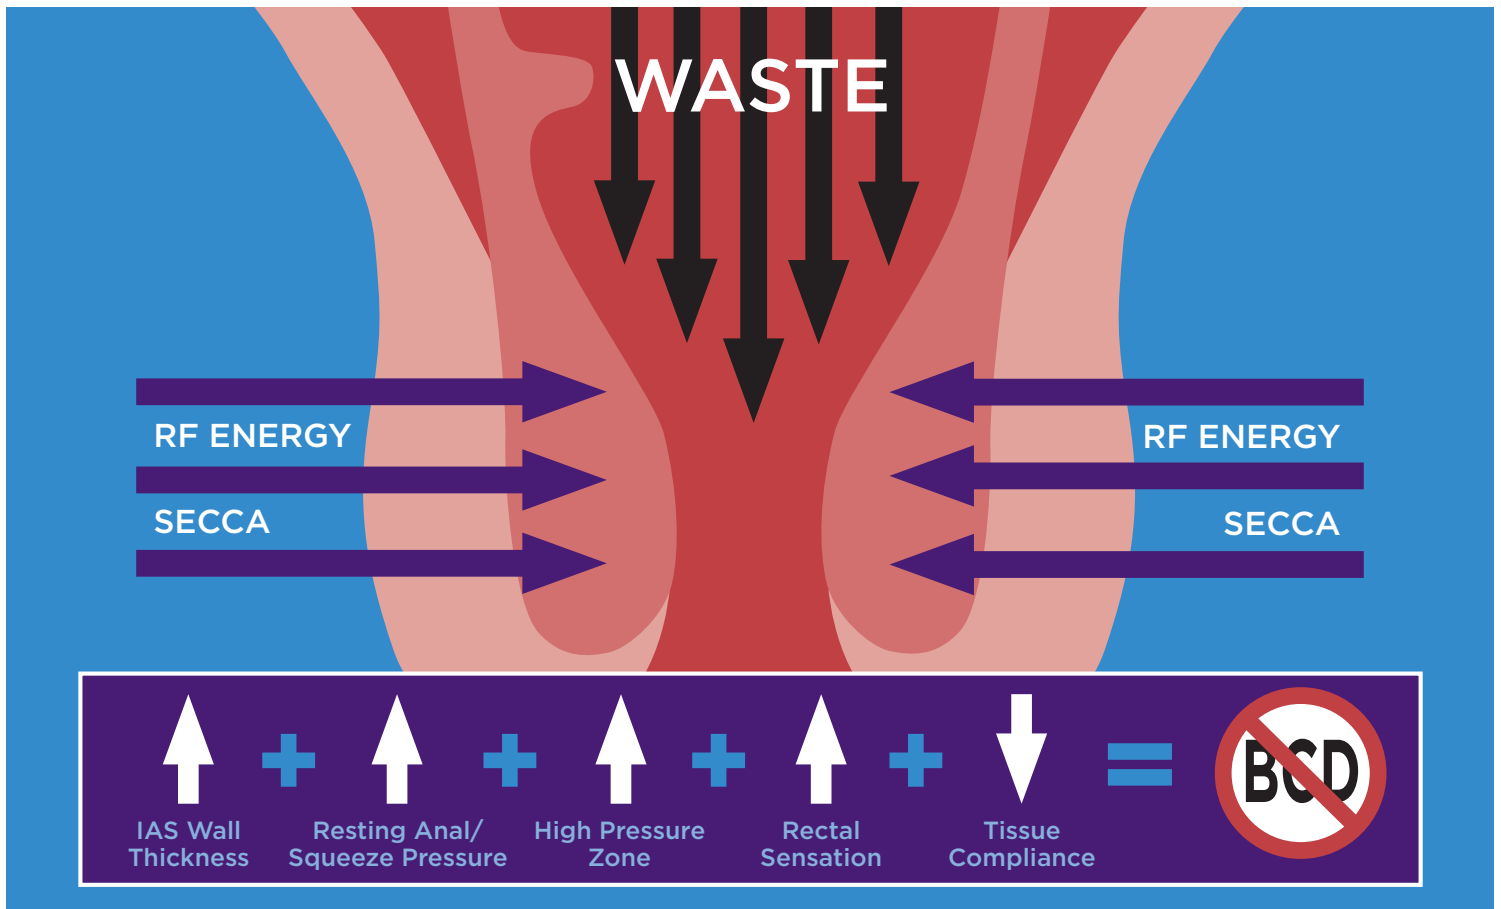 WASTE
RF ENERGY
SECCA
RF ENERGY
SECCA
IAS Wall
Thickness
Resting Anal/
Squeeze Pressure
High Pressure
Zone
Rectal
Sensation
Tissue
Compliance
BCD